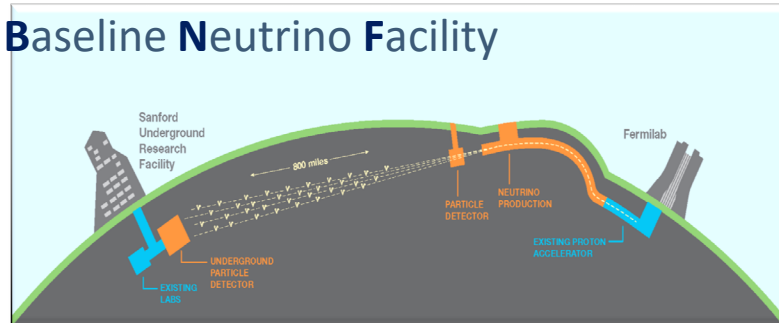 Baseline Neutrino Facility
Sanford
Underground
Research
Facility
Fermilab
800 miles
PARTICLE
DETECTOR
NEUTRINO
PRODUCTION
EXISTING PROTON
ACCELERATOR
UNDERGROUND
PARTICLE
DETECTOR
EXISTING
LABS